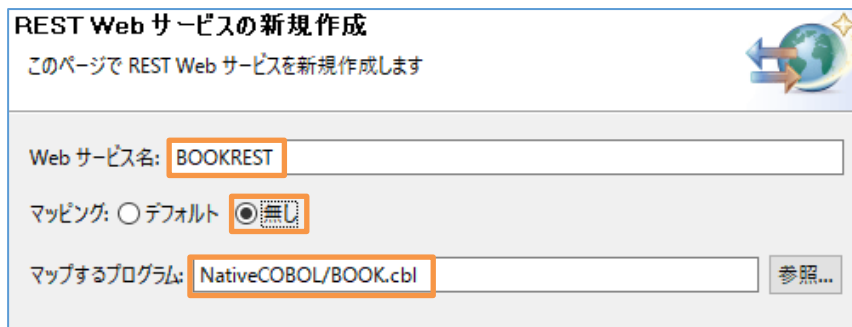 REST Web サービスの新規作成
このページで REST Web サービスを新規作成します
Web サービス名: BOOKREST
マッピング: デフォルト 無し
マップするプログラム: NativeCOBOL/BOOK.cbl 参照...